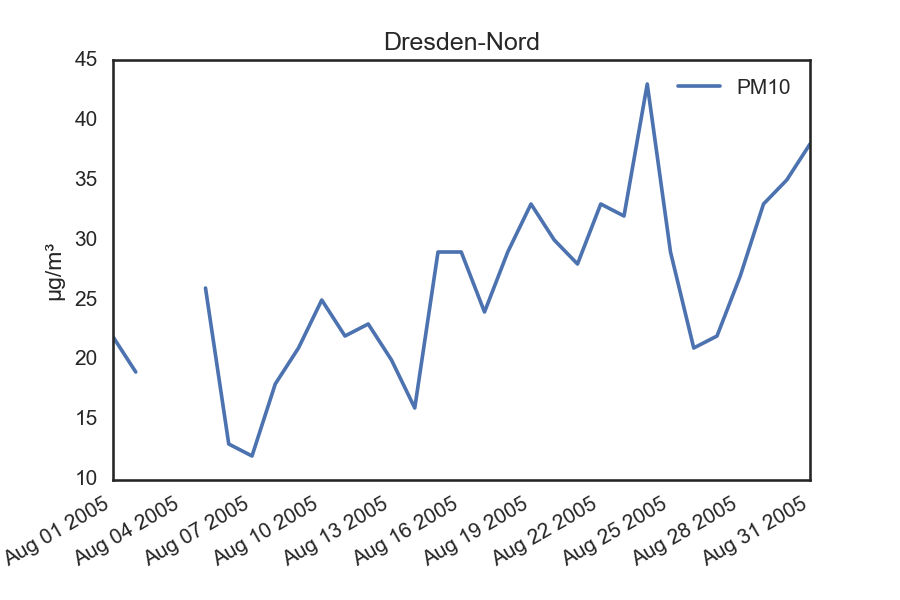 Dresden-Nord
45
40
35
30
25
20
15
10
µg/m³
PM10
Aug 01 2005
Aug 04 2005
Aug 07 2005
Aug 10 2005
Aug 13 2005
Aug 16 2005
Aug 19 2005
Aug 22 2005
Aug 25 2005
Aug 28 2005
Aug 31 2005